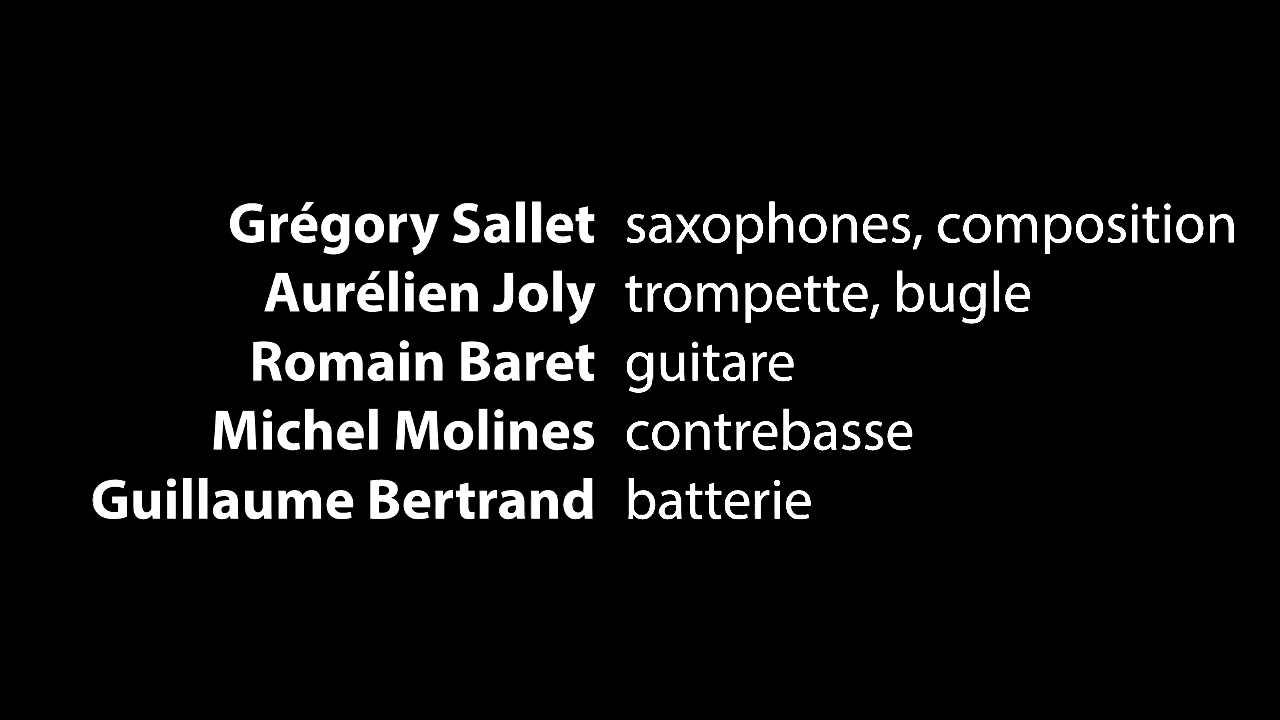 Grégory Sallet saxophones, composition
Aurélien Joly trompette, bugle
Romain Baret guitare
Michel Molines contrebasse
Guillaume Bertrand batterie